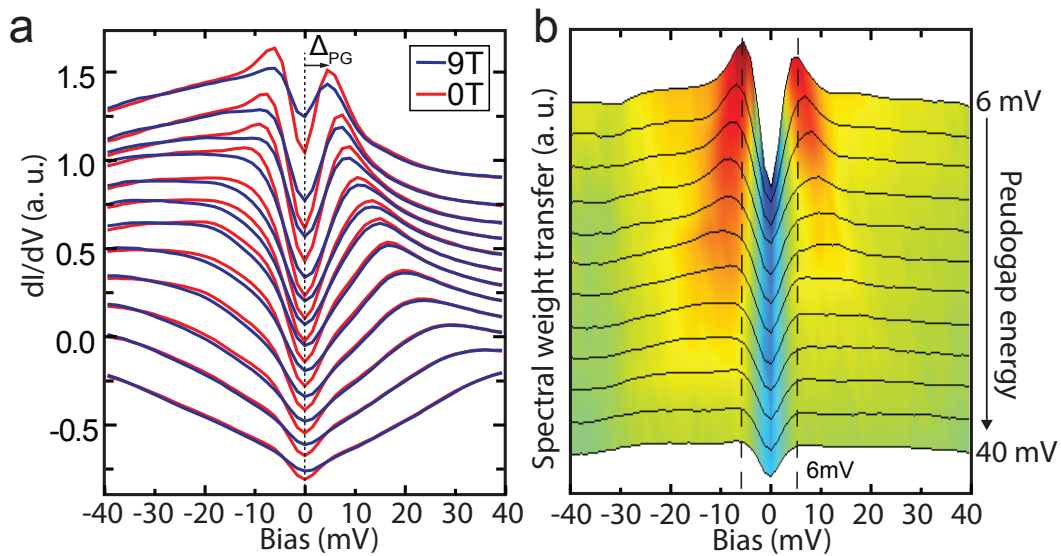 a
dI/dV (a. u.)
1.5
1.0
0.5
0.0
-0.5
ΔPG
9T
0T
-40 -30 -20 -10 0 10 20 30 40
Bias (mV)
b
Spectral weight transfer (a. u.)
6mV
-40 -30 -20 -10 0 10 20 30 40
Bias (mV)
6 mV
Peudogap energy
40 mV